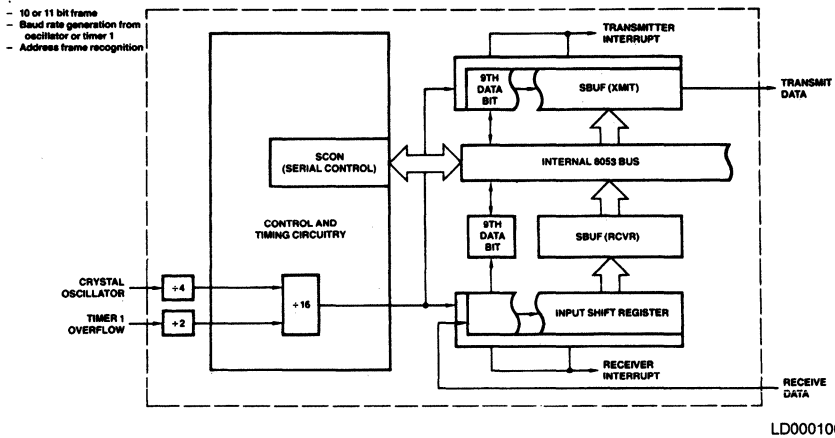 – 10 or 11 bit frame
– Baud rate generation from
oscillator or timer 1
– Address frame recognition
TRANSMITTER
INTERRUPT
9TH
DATA
BIT
SBUF (XMIT)
TRANSMIT
DATA
SCON
(SERIAL CONTROL)
INTERNAL 8053 BUS
CONTROL AND
TIMING CIRCUITRY
9TH
DATA
BIT
SBUF (RCVR)
CRYSTAL
OSCILLATOR
÷4
÷16
TIMER 1
OVERFLOW
÷2
INPUT SHIFT REGISTER
RECEIVER
INTERRUPT
RECEIVE
DATA